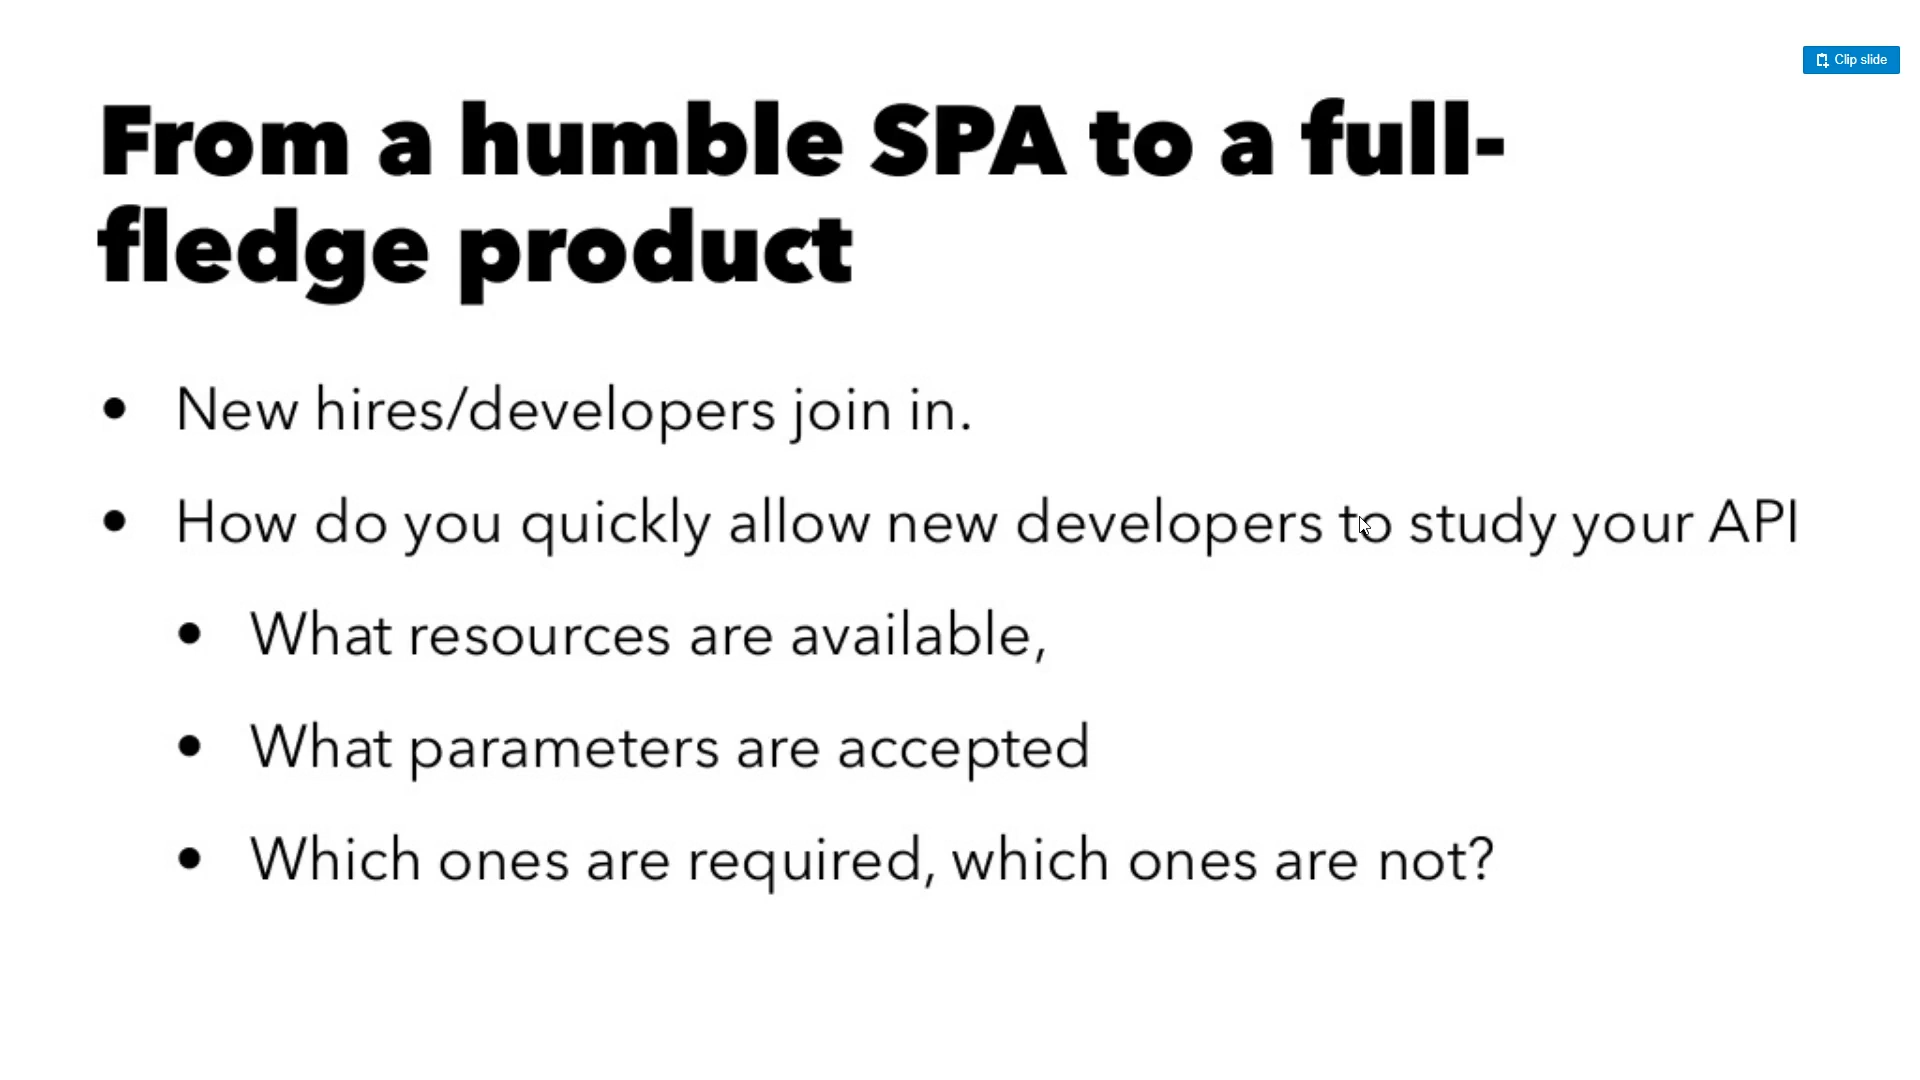 Clip slide
From a humble SPA to a full-
fledge product
• New hires/developers join in.
• How do you quickly allow new developers to study your API
• What resources are available,
• What parameters are accepted
• Which ones are required, which ones are not?